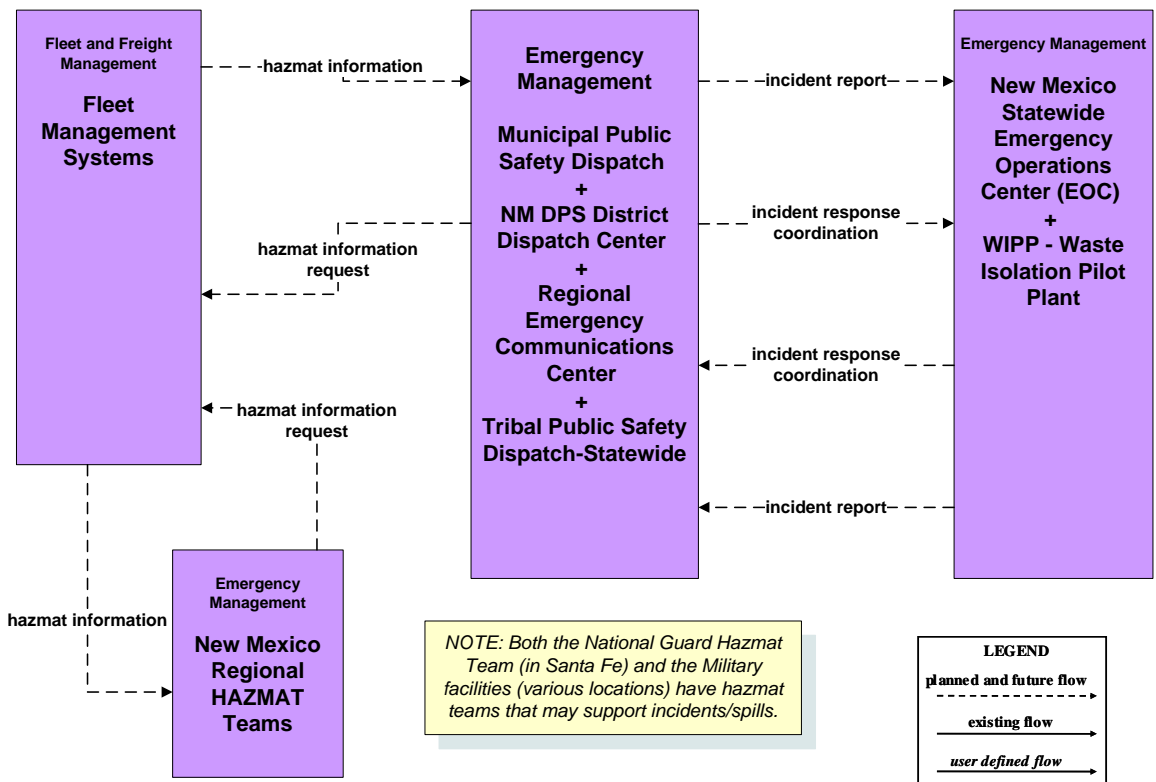 Fleet and Freight
Management
Fleet
Management
Systems
hazmat information
Emergency
Management
Municipal Public
Safety Dispatch
+
NM DPS District
Dispatch Center
+
Regional
Emergency
Communications
Center
+
Tribal Public Safety
Dispatch-Statewide
incident report
Emergency Management
New Mexico
Statewide
Emergency
Operations
Center (EOC)
+
WIPP - Waste
Isolation Pilot
Plant
hazmat information
request
incident response
coordination
incident response
coordination
hazmat information
request
incident report
hazmat information
Emergency
Management
New Mexico
Regional
HAZMAT
Teams
NOTE: Both the National Guard Hazmat
Team (in Santa Fe) and the Military
facilities (various locations) have hazmat
teams that may support incidents/spills.
LEGEND
planned and future flow
existing flow
user defined flow